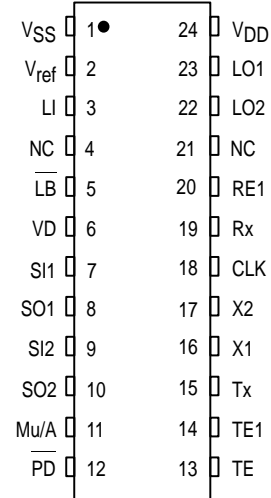 VSS 1 24 VDD
Vref 2 23 LO1
LI 3 22 LO2
NC 4 21 NC
L̅B̅ 5 20 RE1
VD 6 19 Rx
SI1 7 18 CLK
SO1 8 17 X2
SI2 9 16 X1
SO2 10 15 Tx
Mu/A 11 14 TE1
P̅D̅ 12 13 TE